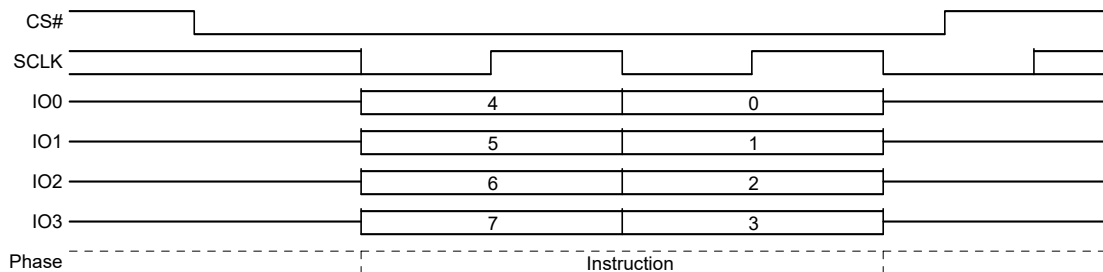 CS#
SCLK
IO0 4 0
IO1 5 1
IO2 6 2
IO3 7 3
Phase Instruction